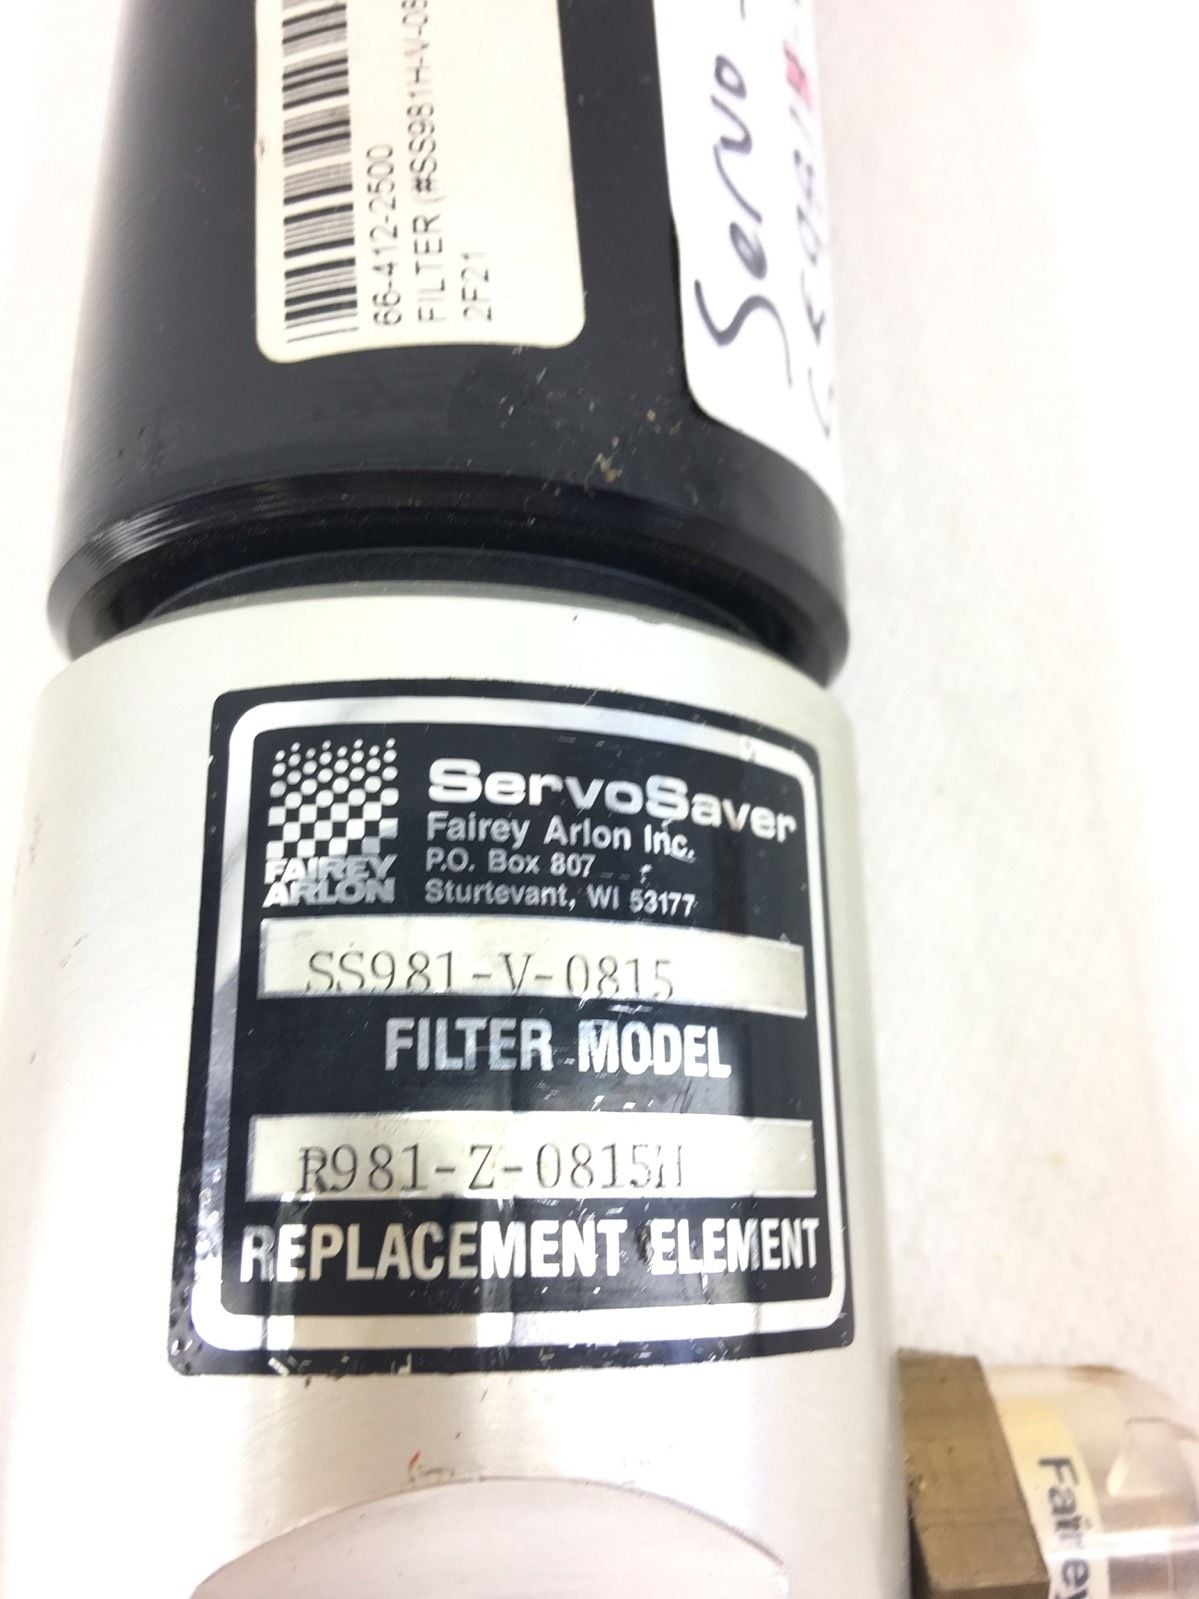 66-412-2500
FILTER (#SS981H-V-08
2F21
Servo -
FAIREY
ARLON
ServoSaver
Fairey Arlon Inc.
P.O. Box 807
Sturtevant, WI 53177
SS981-V-0815
FILTER MODEL
R981-Z-0815H
REPLACEMENT ELEMENT
Fairey